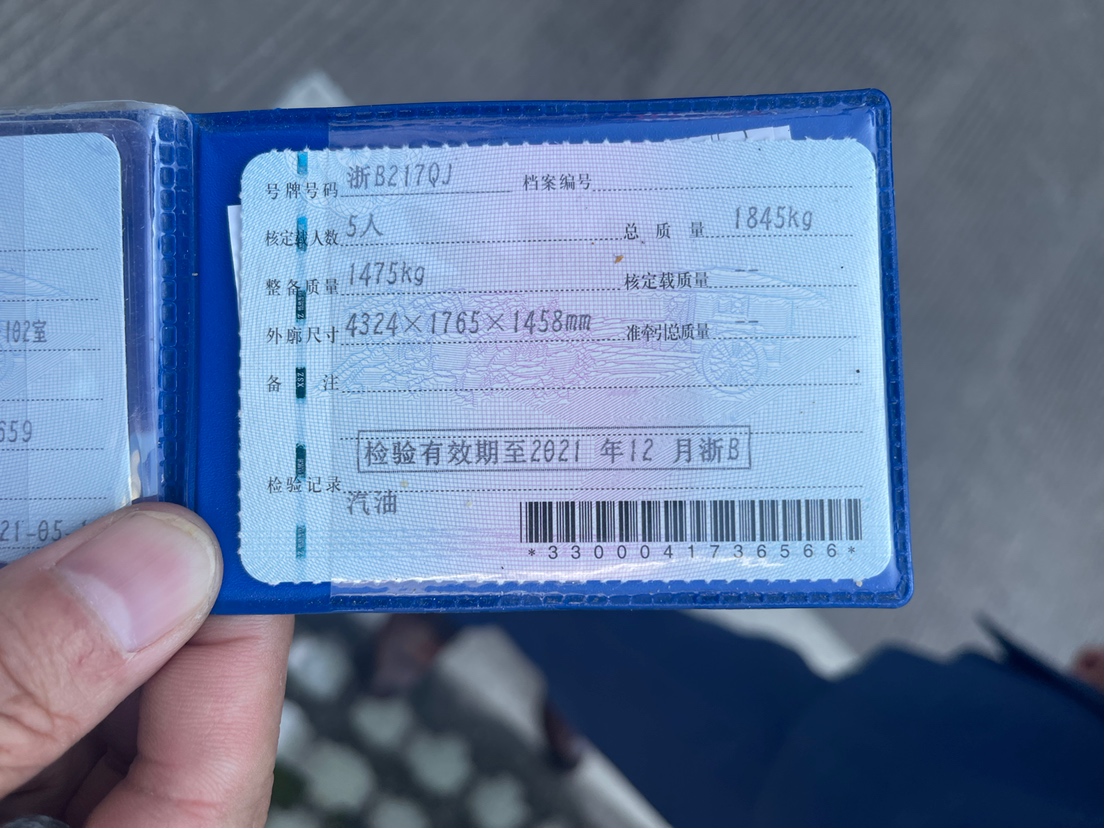 102室
659
21-05-
号牌号码 浙B217QJ 档案编号
核定载人数 5人 总质量 1845kg
整备质量 1475kg 核定载质量 --
外廓尺寸 4324×1765×1458mm 准牵引总质量 --
备注
检验有效期至2021 年12 月浙B
检验记录
汽油
*3300041736566*